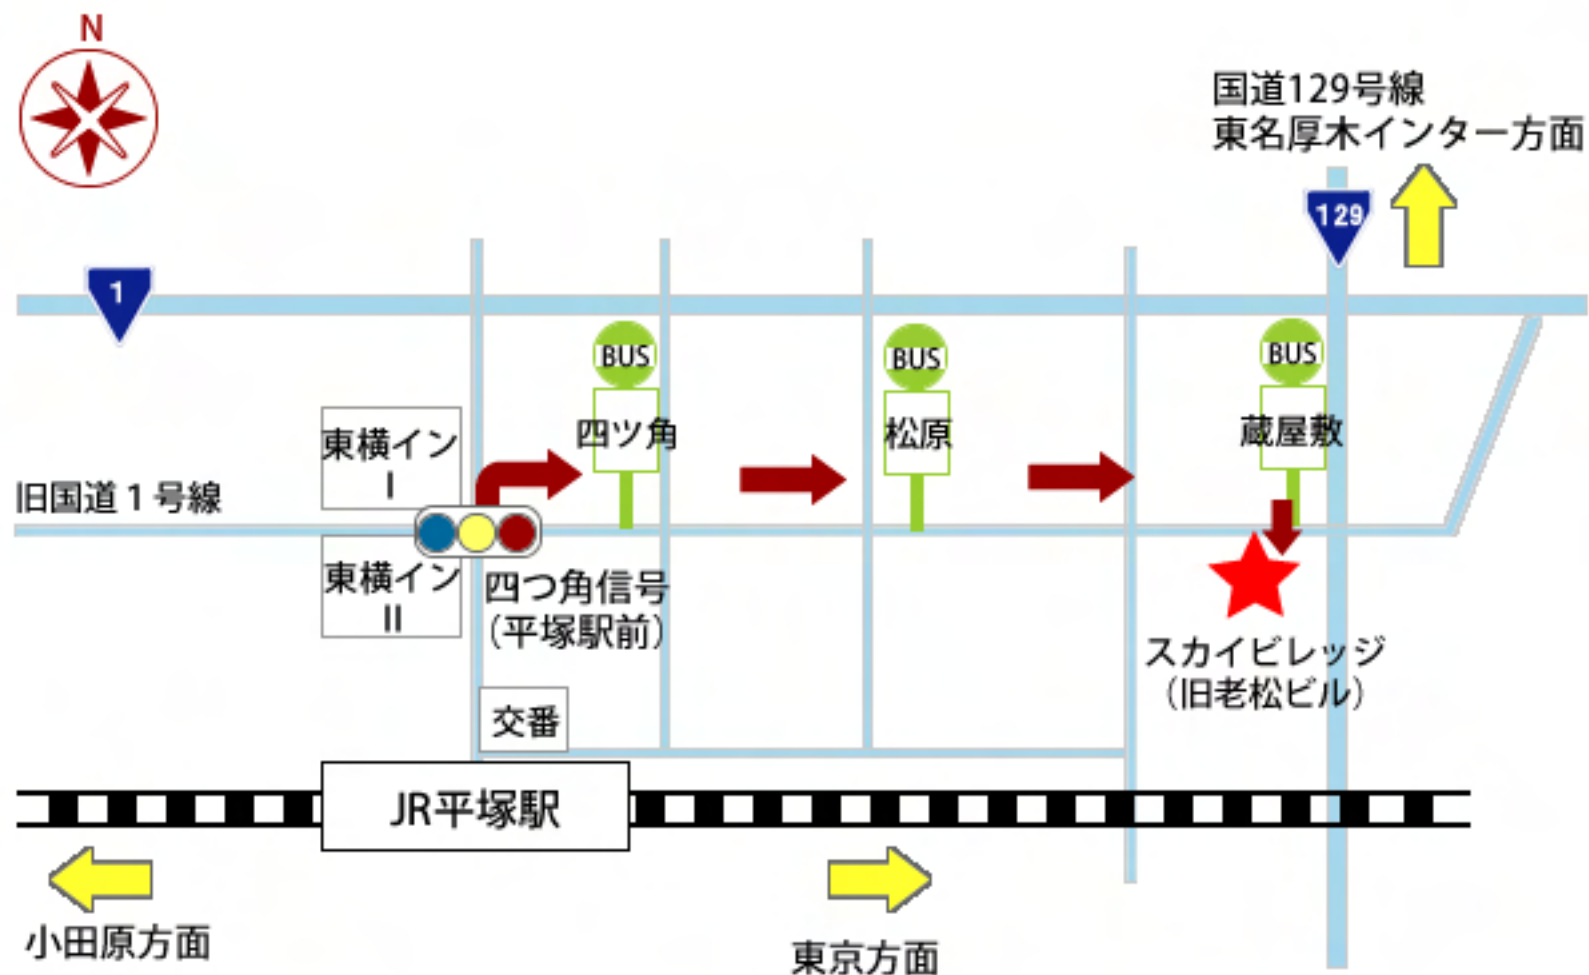 N
国道129号線
東名厚木インター方面
129
1
BUS
BUS
BUS
四ツ角
松原
蔵屋敷
東横イン
I
旧国道１号線
東横イン
II
四つ角信号
（平塚駅前）
スカイビレッジ
（旧老松ビル）
交番
JR平塚駅
小田原方面
東京方面